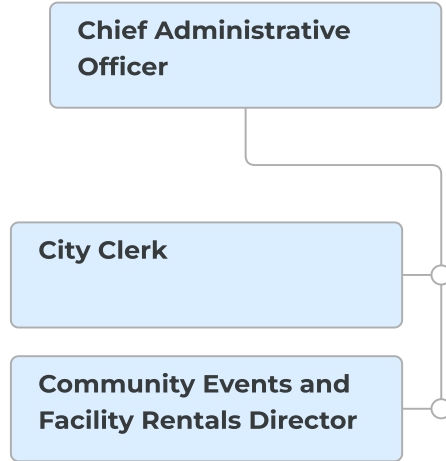 Chief Administrative
Officer
City Clerk
Community Events and
Facility Rentals Director